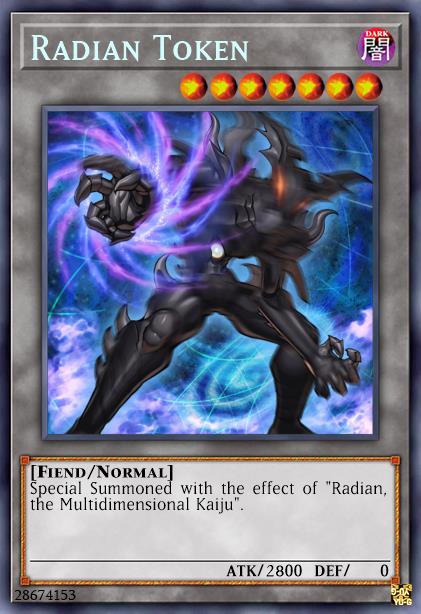 Radian Token
DARK
闇
[Fiend/Normal]
Special Summoned with the effect of "Radian,
the Multidimensional Kaiju".
ATK/2800 DEF/ 0
28674153